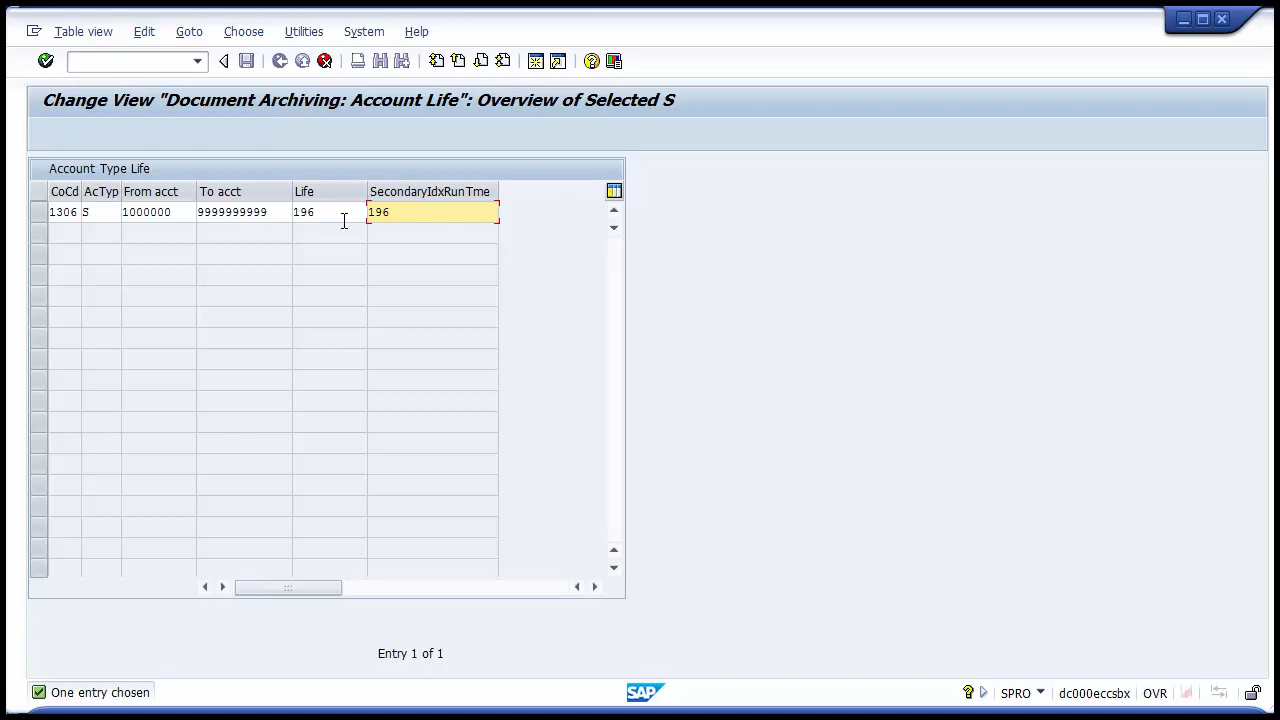 Table view Edit Goto Choose Utilities System Help
Change View "Document Archiving: Account Life": Overview of Selected S
Account Type Life
CoCd AcTyp From acct To acct Life SecondaryIdxRunTme
1306 S 1000000 9999999999 196 196
Entry 1 of 1
One entry chosen
SAP
SPRO dc000eccsbx OVR